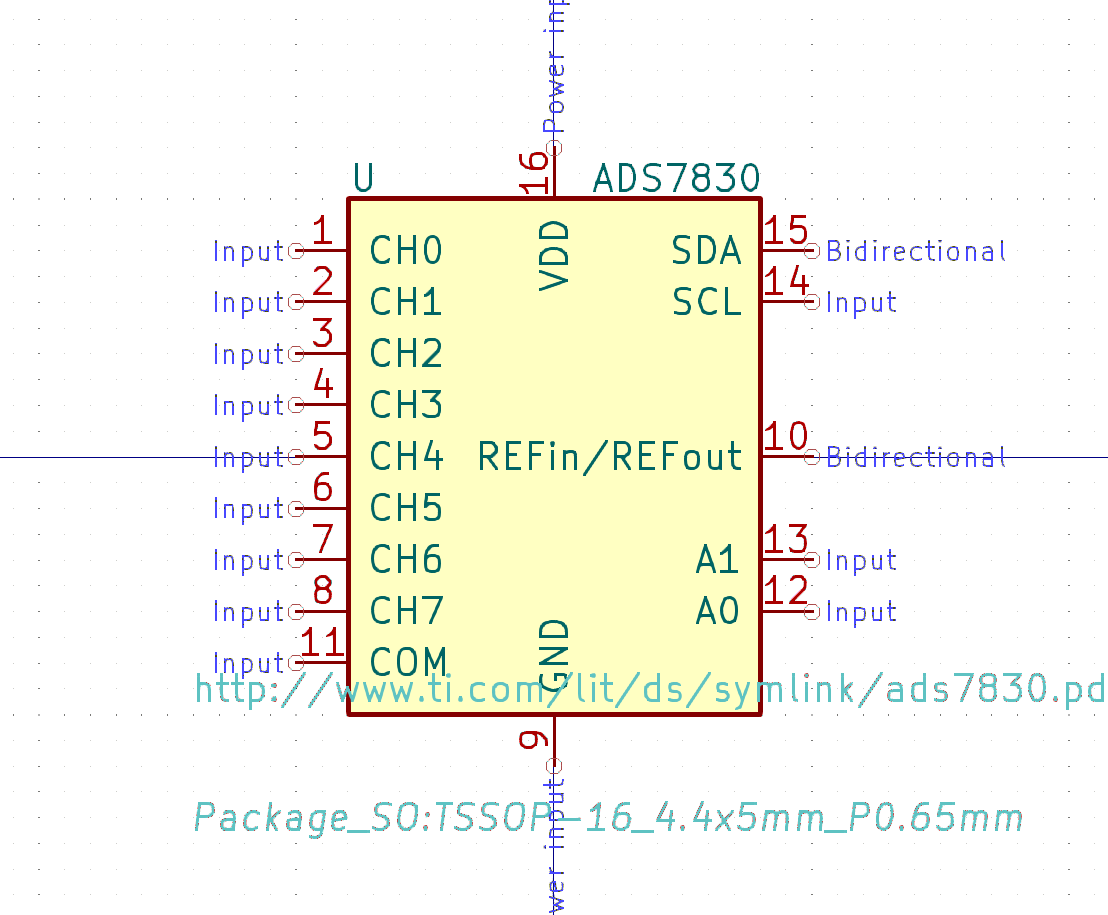 Power inp
16
U ADS7830
VDD
1 15
Input CH0 SDA Bidirectional
2 14
Input CH1 SCL Input
3
Input CH2
4
Input CH3
5 10
Input CH4 REFin/REFout Bidirectional
6
Input CH5
7 13
Input CH6 A1 Input
8 12
Input CH7 A0 Input
11
Input COM
GND
http://www.ti.com/lit/ds/symlink/ads7830.pd
9
Package_SO:TSSOP-16_4.4x5mm_P0.65mm
wer input